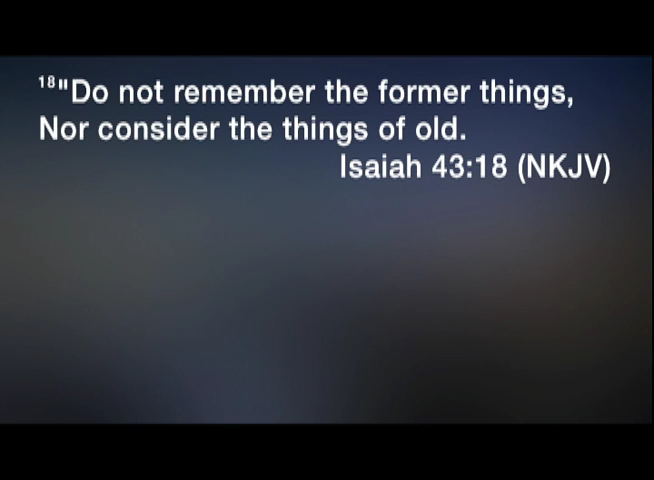 18"Do not remember the former things,
Nor consider the things of old.
Isaiah 43:18 (NKJV)